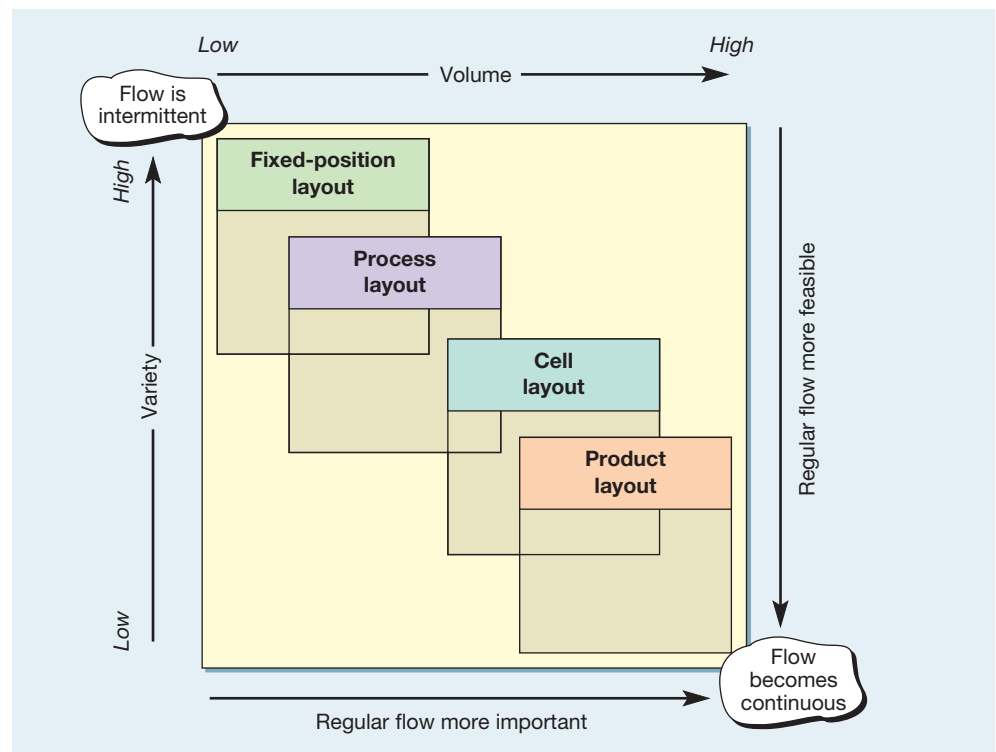 Low
High
Volume
Flow is
intermittent
Fixed-position
layout
High
Process
layout
Variety
Cell
layout
Regular flow more feasible
Product
layout
Low
Flow
becomes
continuous
Regular flow more important